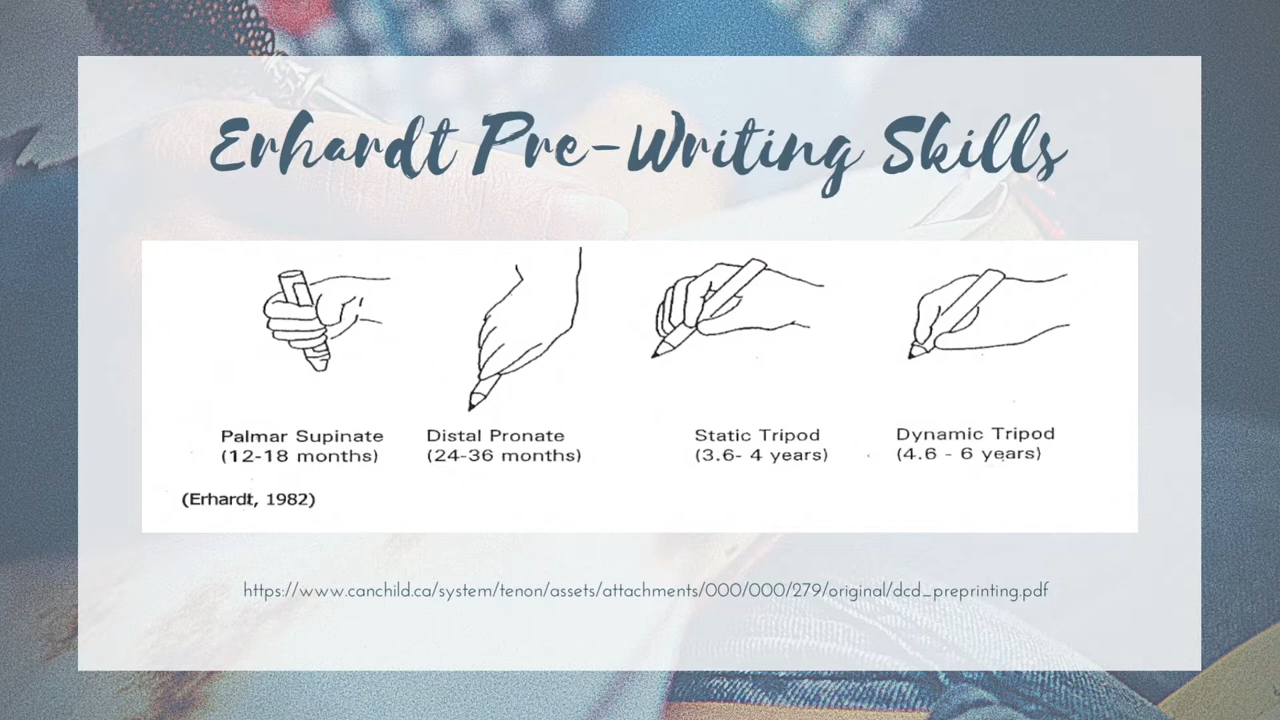 Erhardt Pre-Writing Skills
Palmar Supinate
(12-18 months)
Distal Pronate
(24-36 months)
Static Tripod
(3.6- 4 years)
Dynamic Tripod
(4.6 - 6 years)
(Erhardt, 1982)
https://www.canchild.ca/system/tenon/assets/attachments/000/000/279/original/dcd_preprinting.pdf